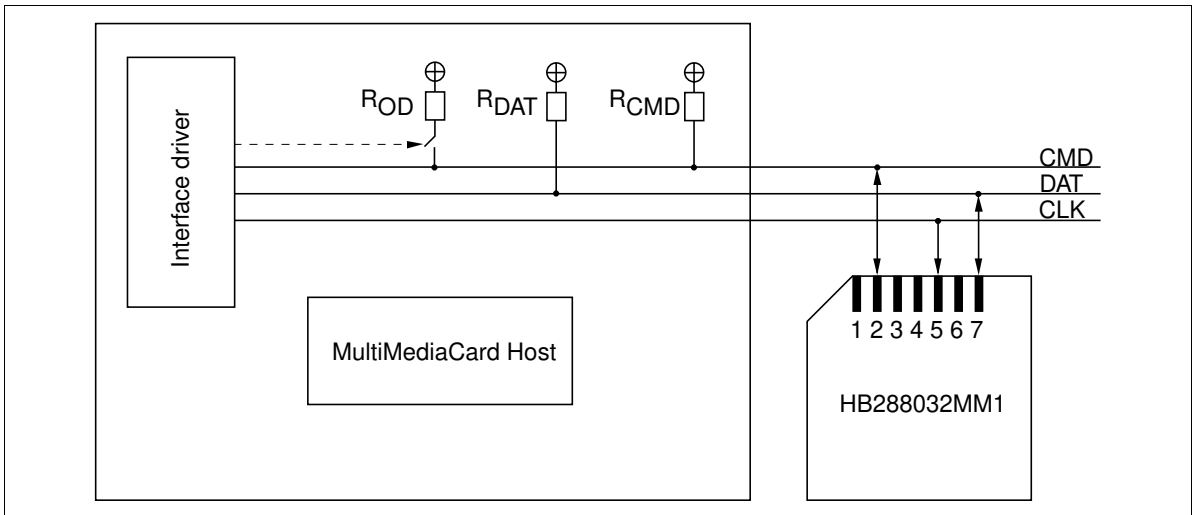 Interface driver
ROD
RDAT
RCMD
CMD
DAT
CLK
1 2 3 4 5 6 7
MultiMediaCard Host
HB288032MM1